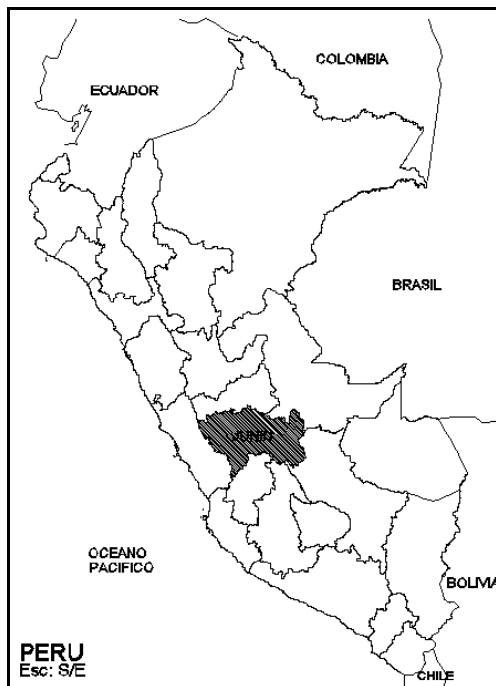 COLOMBIA
ECUADOR
BRASIL
JUNIN
OCEANO
PACIFICO
BOLIVIA
PERU
Esc: S/E
CHILE